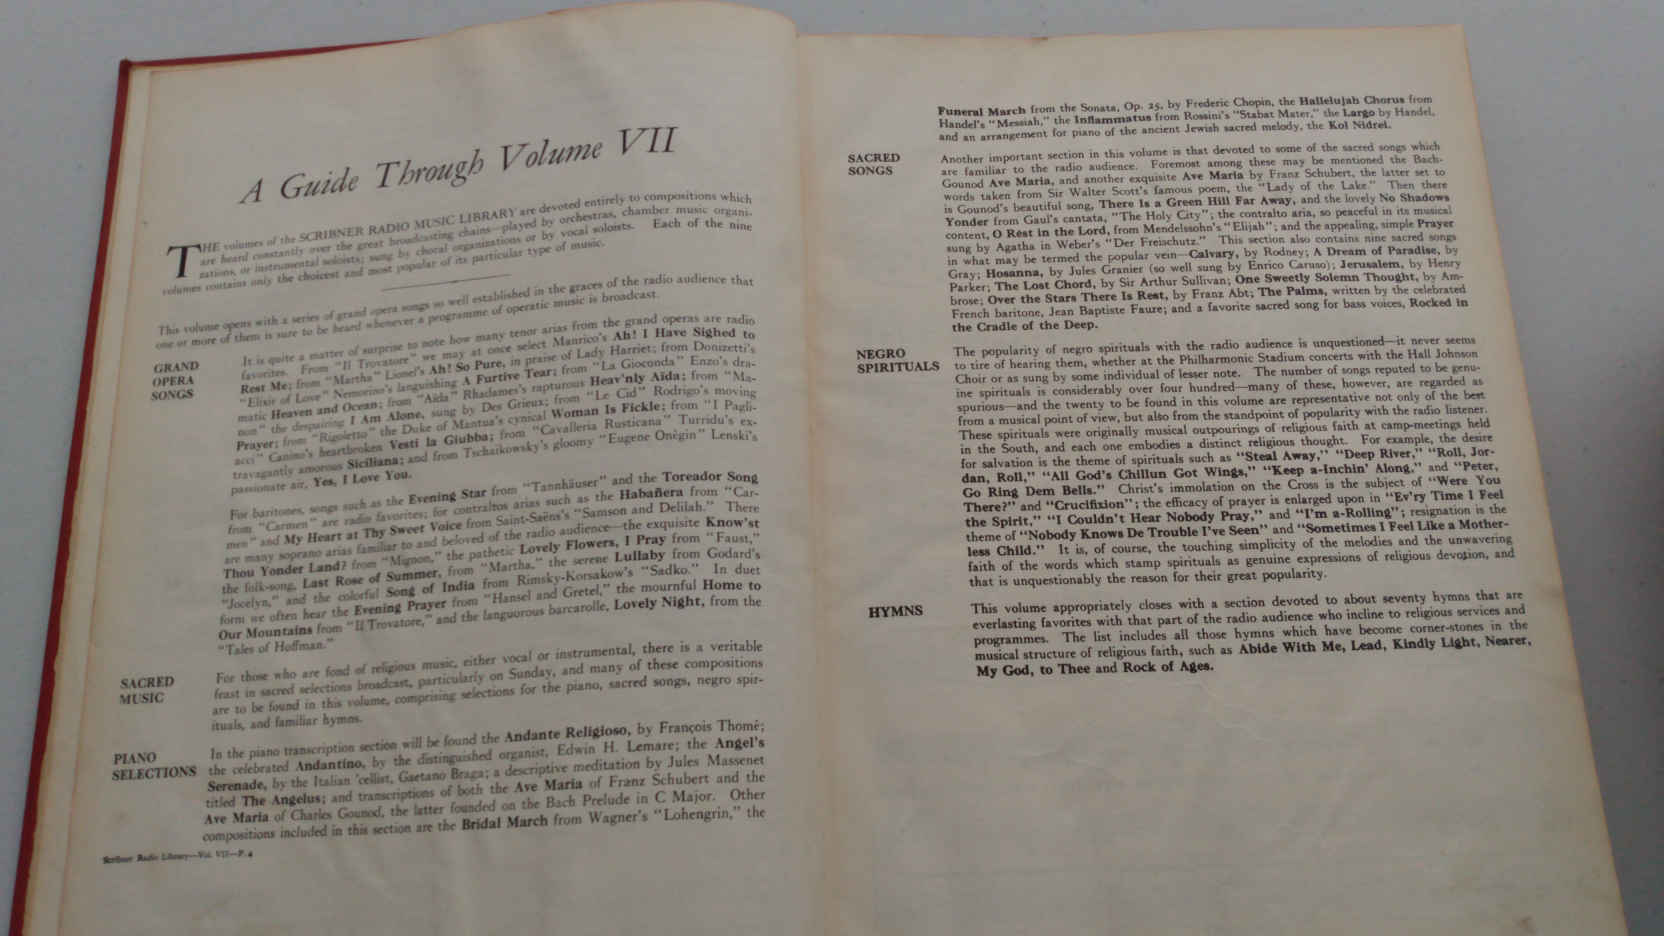 A Guide Through Volume VII
THE volumes of the SCRIBNER RADIO MUSIC LIBRARY are devoted entirely to compositions which
are heard constantly over the great broadcasting chains—played by orchestras, chamber music organi-
zations, or instrumental soloists; sung by choral organizations or by vocal soloists. Each of the nine
volumes contains only the choicest and most popular of its particular type of music.
This volume opens with a series of grand opera songs so well established in the graces of the radio audience that
one or more of them is sure to be heard whenever a programme of operatic music is broadcast.
GRAND
OPERA
SONGS
It is quite a matter of surprise to note how many tenor arias from the grand operas are radio
favorites. From "Il Trovatore" we may at once select Manrico's Ah! I Have Sighed to
Rest Me; from "Martha" Lionel's Ah! So Pure, in praise of Lady Harriet; from Donizetti's
"Elixir of Love" Nemorino's languishing A Furtive Tear; from "La Gioconda" Enzo's dra-
matic Heaven and Ocean; from "Aïda" Rhadames's rapturous Heav'nly Aïda; from "Ma-
non" the despairing I Am Alone, sung by Des Grieux; from "Le Cid" Rodrigo's moving
Prayer; from "Rigoletto" the Duke of Mantua's cynical Woman Is Fickle; from "I Pagli-
acci" Canino's heartbroken Vesti la Giubba; from "Cavalleria Rusticana" Turridu's ex-
travagantly amorous Siciliana; and from Tschaikowsky's gloomy "Eugene Onègin" Lenski's
passionate air, Yes, I Love You.
For baritones, songs such as the Evening Star from "Tannhäuser" and the Toreador Song
from "Carmen" are radio favorites; for contraltos arias such as the Habañera from "Car-
men" and My Heart at Thy Sweet Voice from Saint-Saëns's "Samson and Delilah." There
are many soprano arias familiar to and beloved of the radio audience—the exquisite Know'st
Thou Yonder Land? from "Mignon," the pathetic Lovely Flowers, I Pray from "Faust,"
the folk-song, Last Rose of Summer, from "Martha," the serene Lullaby from Godard's
"Jocelyn," and the colorful Song of India from Rimsky-Korsakow's "Sadko." In duet
form we often hear the Evening Prayer from "Hansel and Gretel," the mournful Home to
Our Mountains from "Il Trovatore," and the languorous barcarolle, Lovely Night, from the
"Tales of Hoffman."
SACRED
MUSIC
For those who are fond of religious music, either vocal or instrumental, there is a veritable
feast in sacred selections broadcast, particularly on Sunday, and many of these compositions
are to be found in this volume, comprising selections for the piano, sacred songs, negro spir-
ituals, and familiar hymns.
PIANO
SELECTIONS
In the piano transcription section will be found the Andante Religioso, by François Thomé;
the celebrated Andantino, by the distinguished organist, Edwin H. Lemare; the Angel's
Serenade, by the Italian 'cellist, Gaetano Braga; a descriptive meditation by Jules Massenet
titled The Angelus; and transcriptions of both the Ave Maria of Franz Schubert and the
Ave Maria of Charles Gounod, the latter founded on the Bach Prelude in C Major. Other
compositions included in this section are the Bridal March from Wagner's "Lohengrin," the
Scribner Radio Library—Vol. VII—P. 4
Funeral March from the Sonata, Op. 25, by Frederic Chopin, the Hallelujah Chorus from
Handel's "Messiah," the Inflammatus from Rossini's "Stabat Mater," the Largo by Handel,
and an arrangement for piano of the ancient Jewish sacred melody, the Kol Nidrei.
SACRED
SONGS
Another important section in this volume is that devoted to some of the sacred songs which
are familiar to the radio audience. Foremost among these may be mentioned the Bach-
Gounod Ave Maria, and another exquisite Ave Maria by Franz Schubert, the latter set to
words taken from Sir Walter Scott's famous poem, the "Lady of the Lake." Then there
is Gounod's beautiful song, There Is a Green Hill Far Away, and the lovely No Shadows
Yonder from Gaul's cantata, "The Holy City"; the contralto aria, so peaceful in its musical
content, O Rest in the Lord, from Mendelssohn's "Elijah"; and the appealing, simple Prayer
sung by Agatha in Weber's "Der Freischutz." This section also contains nine sacred songs
in what may be termed the popular vein—Calvary, by Rodney; A Dream of Paradise, by
Gray; Hosanna, by Jules Granier (so well sung by Enrico Caruso); Jerusalem, by Henry
Parker; The Lost Chord, by Sir Arthur Sullivan; One Sweetly Solemn Thought, by Am-
brose; Over the Stars There Is Rest, by Franz Abt; The Palms, written by the celebrated
French baritone, Jean Baptiste Faure; and a favorite sacred song for bass voices, Rocked in
the Cradle of the Deep.
NEGRO
SPIRITUALS
The popularity of negro spirituals with the radio audience is unquestioned—it never seems
to tire of hearing them, whether at the Philharmonic Stadium concerts with the Hall Johnson
Choir or as sung by some individual of lesser note. The number of songs reputed to be genu-
ine spirituals is considerably over four hundred—many of these, however, are regarded as
spurious—and the twenty to be found in this volume are representative not only of the best
from a musical point of view, but also from the standpoint of popularity with the radio listener.
These spirituals were originally musical outpourings of religious faith at camp-meetings held
in the South, and each one embodies a distinct religious thought. For example, the desire
for salvation is the theme of spirituals such as "Steal Away," "Deep River," "Roll, Jor-
dan, Roll," "All God's Chillun Got Wings," "Keep a-Inchin' Along," and "Peter,
Go Ring Dem Bells." Christ's immolation on the Cross is the subject of "Were You
There?" and "Crucifixion"; the efficacy of prayer is enlarged upon in "Ev'ry Time I Feel
the Spirit," "I Couldn't Hear Nobody Pray," and "I'm a-Rolling"; resignation is the
theme of "Nobody Knows De Trouble I've Seen" and "Sometimes I Feel Like a Mother-
less Child." It is, of course, the touching simplicity of the melodies and the unwavering
faith of the words which stamp spirituals as genuine expressions of religious devotion, and
that is unquestionably the reason for their great popularity.
HYMNS
This volume appropriately closes with a section devoted to about seventy hymns that are
everlasting favorites with that part of the radio audience who incline to religious services and
programmes. The list includes all those hymns which have become corner-stones in the
musical structure of religious faith, such as Abide With Me, Lead, Kindly Light, Nearer,
My God, to Thee and Rock of Ages.